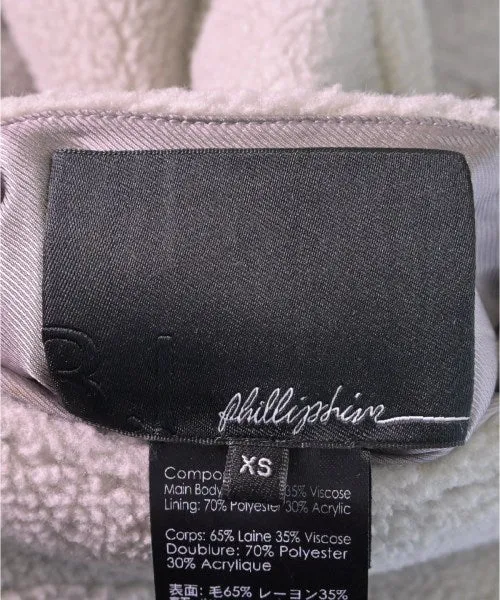 3.1
phillip lim
XS
Compo
Main Body 35% Viscose
Lining: 70% Polyester 30% Acrylic
Corps: 65% Laine 35% Viscose
Doublure: 70% Polyester
30% Acrylique
表面: 毛65% レーヨン35%